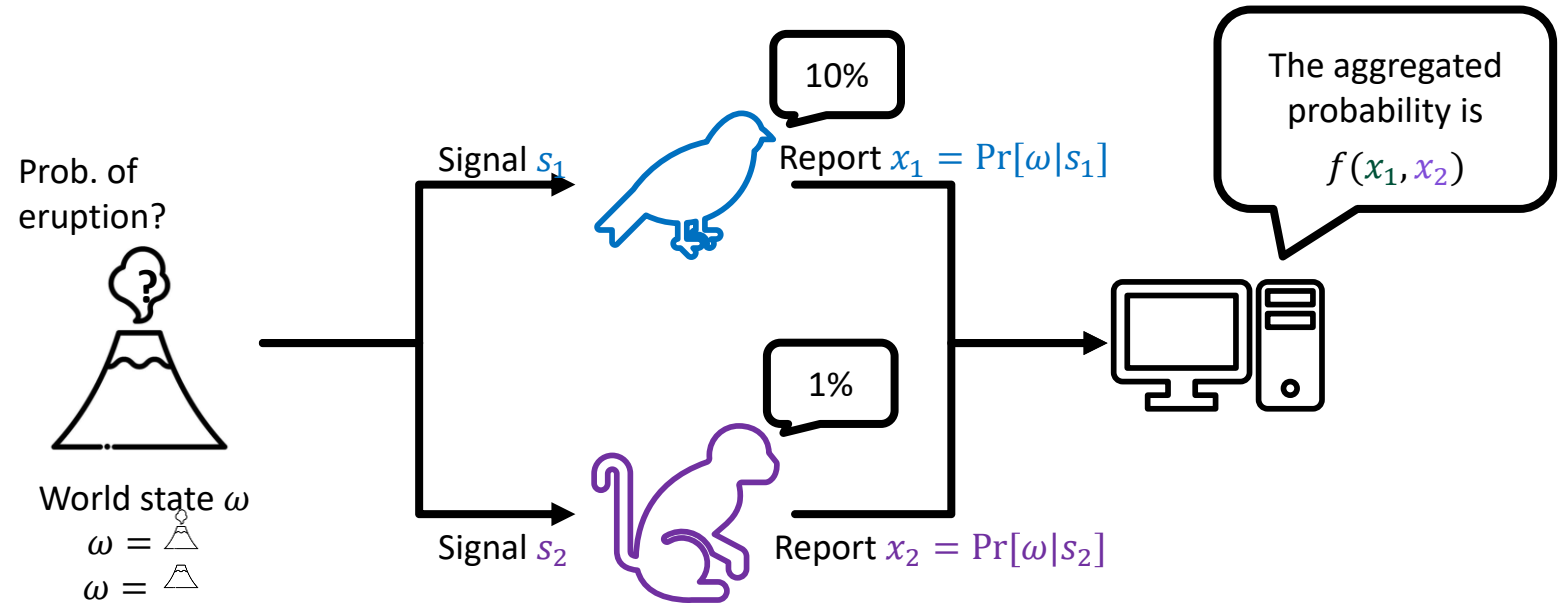 Prob. of
eruption?
?
World state ω
ω =
ω =
Signal s₁
10%
Report x₁ = Pr[ω|s₁]
Signal s₂
1%
Report x₂ = Pr[ω|s₂]
The aggregated
probability is
f(x₁, x₂)